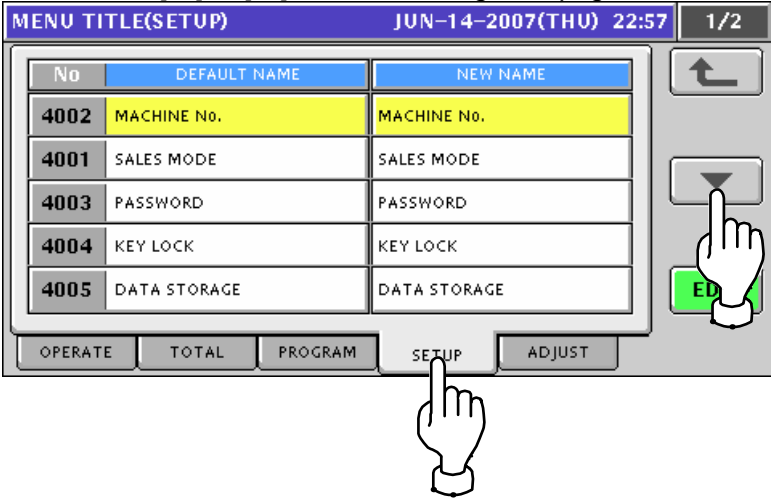 MENU TITLE(SETUP) JUN-14-2007(THU) 22:57 1/2
No DEFAULT NAME NEW NAME
4002 MACHINE No. MACHINE No.
4001 SALES MODE SALES MODE
4003 PASSWORD PASSWORD
4004 KEY LOCK KEY LOCK
4005 DATA STORAGE DATA STORAGE
OPERATE TOTAL PROGRAM SETUP ADJUST